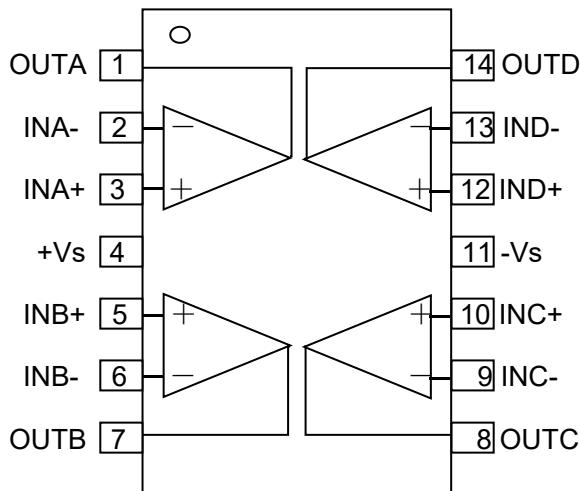 OUTA 1 14 OUTD
INA- 2 − − 13 IND-
INA+ 3 + + 12 IND+
+Vs 4 11 -Vs
INB+ 5 + + 10 INC+
INB- 6 − − 9 INC-
OUTB 7 8 OUTC